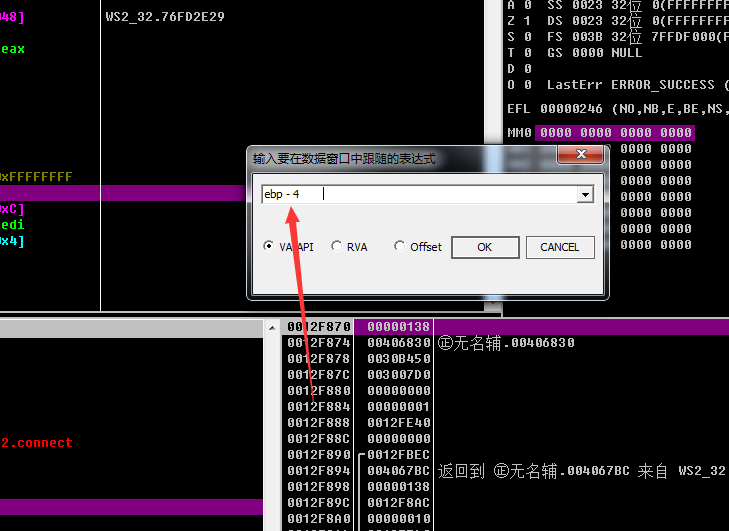 048]
WS2_32.76FD2E29
eax
0xFFFFFFFF
0xC]
edi
0x4]
A 0 SS 0023 32位 0(FFFFFFFF
Z 1 DS 0023 32位 0(FFFFFFFF
S 0 FS 003B 32位 7FFDF000(F
T 0 GS 0000 NULL
D 0
O 0 LastErr ERROR_SUCCESS (
EFL 00000246 (NO,NB,E,BE,NS,
MM0 0000 0000 0000 0000
0000 0000
0000 0000
0000 0000
0000 0000
0000 0000
0000 0000
0000 0000
输入要在数据窗口中跟随的表达式
ebp - 4
VA/API RVA Offset OK CANCEL
2.connect
0012F870 00000138
0012F874 00406830 ㊣无名辅.00406830
0012F878 0030B450
0012F87C 003007D0
0012F880 00000000
0012F884 00000001
0012F888 0012FE40
0012F88C 00000000
0012F890 0012FBEC
0012F894 004067BC 返回到 ㊣无名辅.004067BC 来自 WS2_32
0012F898 00000138
0012F89C 0012F8AC
0012F8A0 00000010